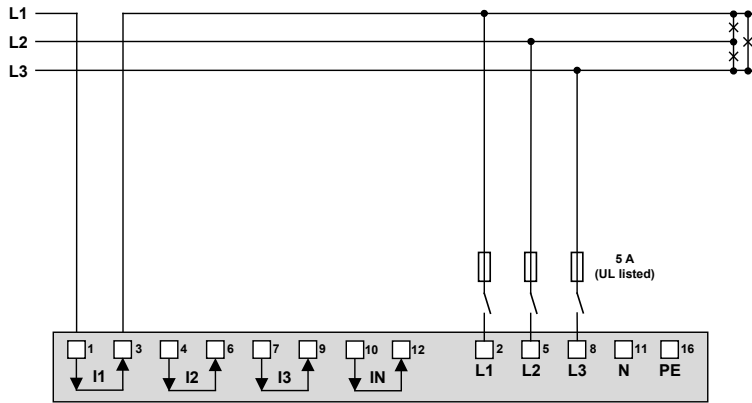 L1
L2
L3
5 A
(UL listed)
1 3 4 6 7 9 10 12 2 5 8 11 16
I1 I2 I3 IN L1 L2 L3 N PE